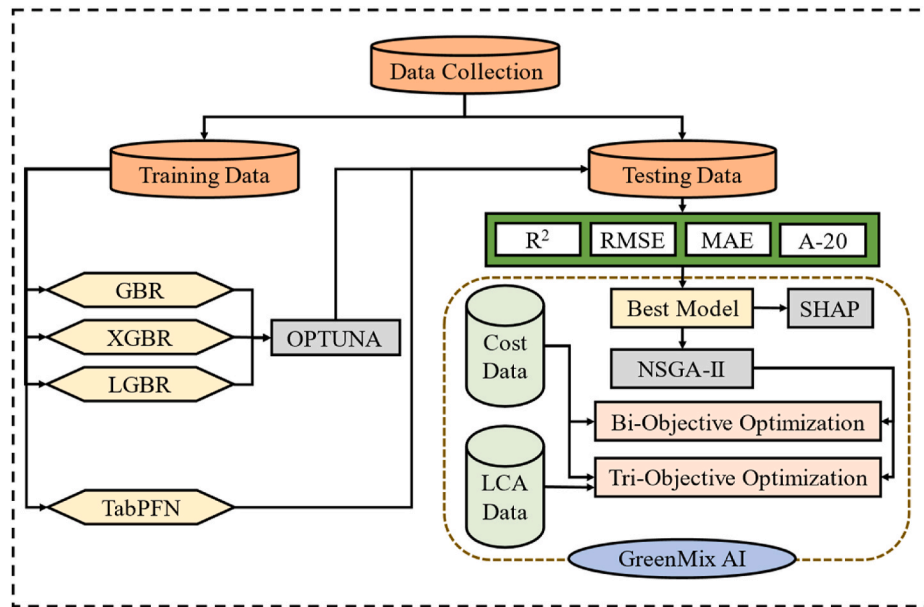 Data Collection
Training Data
Testing Data
R²
RMSE
MAE
A-20
GBR
XGBR
LGBR
OPTUNA
TabPFN
Cost
Data
LCA
Data
Best Model
SHAP
NSGA-II
Bi-Objective Optimization
Tri-Objective Optimization
GreenMix AI